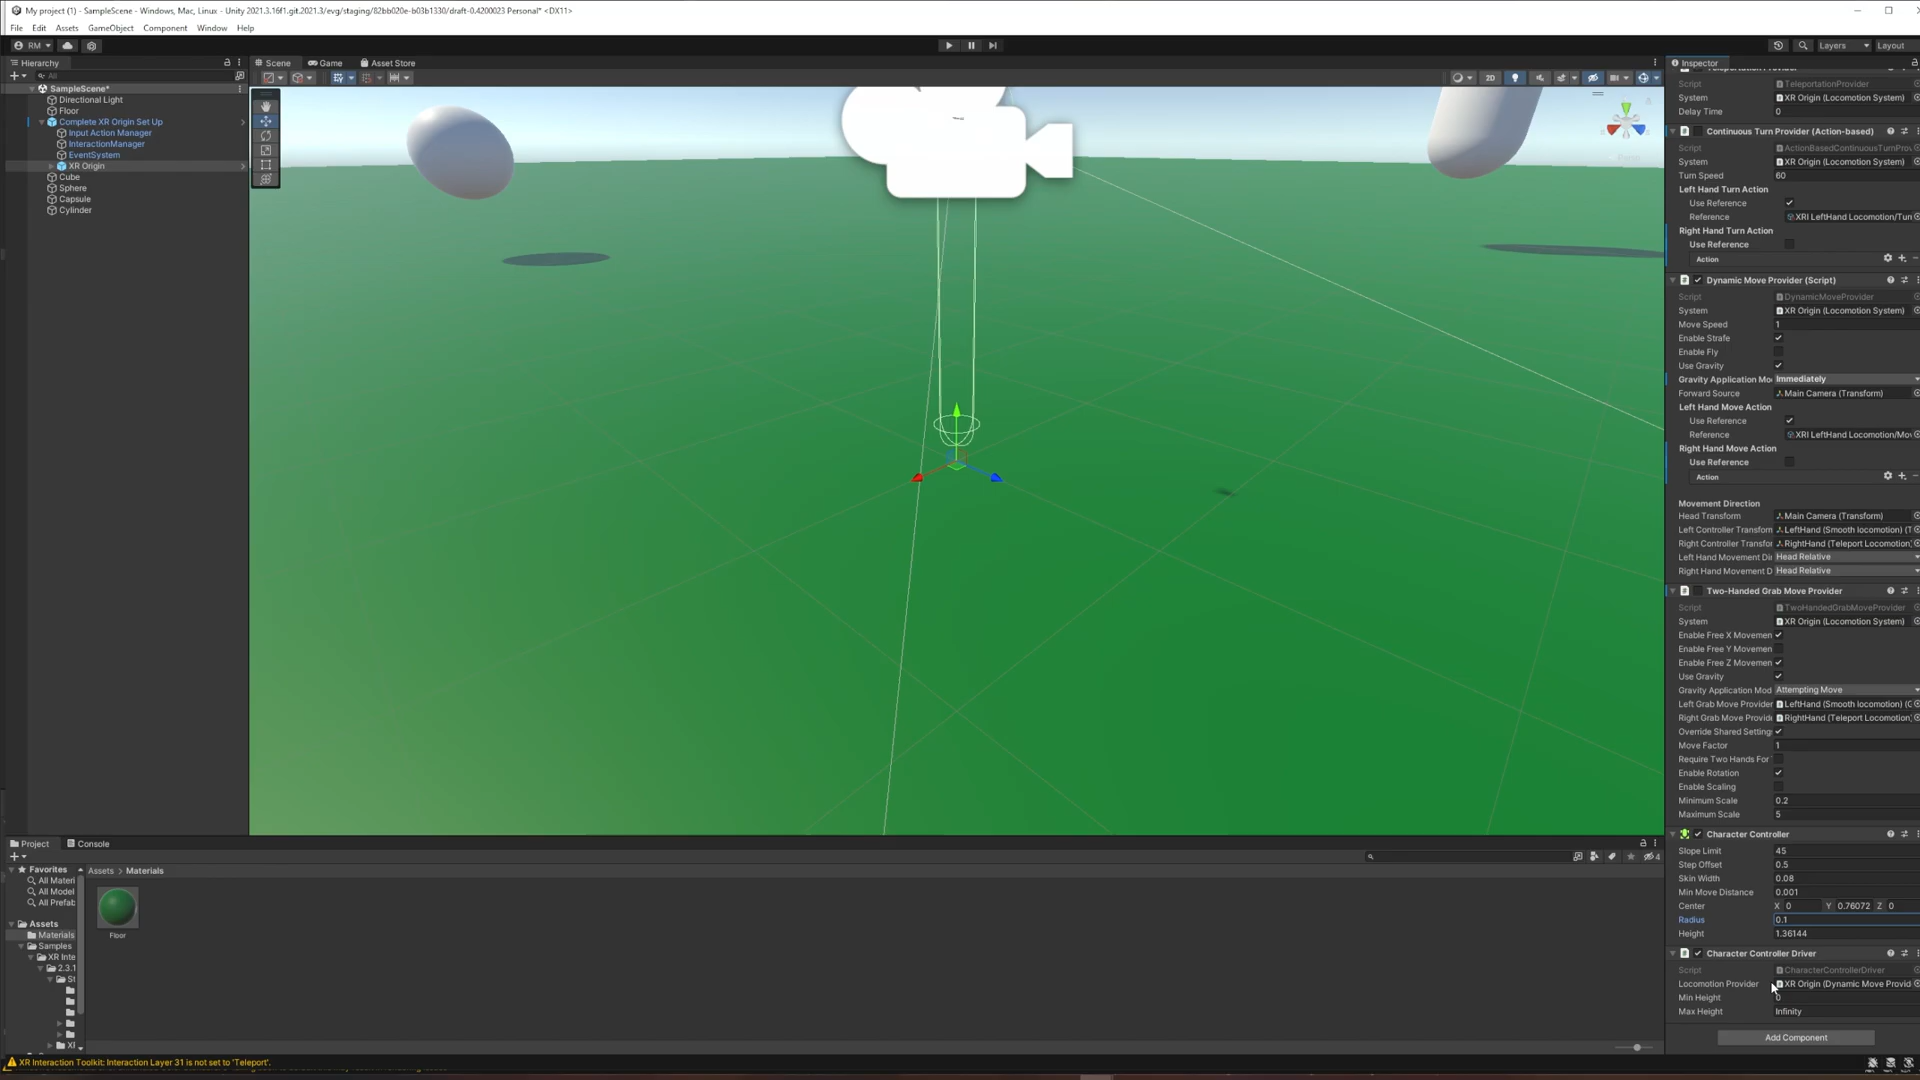 My project (1) - SampleScene - Windows, Mac, Linux - Unity 2021.3.16f1.git.2021.3/evg/staging/82bb020e-b03b1330/draft-0.4200023 Personal* <DX11>
File Edit Assets GameObject Component Window Help
RM
Layers
Layout
Hierarchy
All
SampleScene*
Directional Light
Floor
Complete XR Origin Set Up
Input Action Manager
InteractionManager
EventSystem
XR Origin
Cube
Sphere
Capsule
Cylinder
Scene
Game
Asset Store
2D
Inspector
Script TeleportationProvider
System XR Origin (Locomotion System)
Delay Time 0
Continuous Turn Provider (Action-based)
Script ActionBasedContinuousTurnProv
System XR Origin (Locomotion System)
Turn Speed 60
Left Hand Turn Action
Use Reference
Reference XRI LeftHand Locomotion/Turn
Right Hand Turn Action
Use Reference
Action
Dynamic Move Provider (Script)
Script DynamicMoveProvider
System XR Origin (Locomotion System)
Move Speed 1
Enable Strafe
Enable Fly
Use Gravity
Gravity Application Mo Immediately
Forward Source Main Camera (Transform)
Left Hand Move Action
Use Reference
Reference XRI LeftHand Locomotion/Mov
Right Hand Move Action
Use Reference
Action
Movement Direction
Head Transform Main Camera (Transform)
Left Controller Transform LeftHand (Smooth locomotion) (T
Right Controller Transfor RightHand (Teleport Locomotion)
Left Hand Movement Di Head Relative
Right Hand Movement D Head Relative
Two-Handed Grab Move Provider
Script TwoHandedGrabMoveProvider
System XR Origin (Locomotion System)
Enable Free X Movemen
Enable Free Y Movemen
Enable Free Z Movemen
Use Gravity
Gravity Application Mod Attempting Move
Left Grab Move Provider LeftHand (Smooth locomotion) (G
Right Grab Move Provid RightHand (Teleport Locomotion)
Override Shared Setting
Move Factor 1
Require Two Hands For
Enable Rotation
Enable Scaling
Minimum Scale 0.2
Maximum Scale 5
Character Controller
Slope Limit 45
Step Offset 0.5
Skin Width 0.08
Min Move Distance 0.001
Center X 0 Y 0.76072 Z 0
Radius 0.1
Height 1.36144
Character Controller Driver
Script CharacterControllerDriver
Locomotion Provider XR Origin (Dynamic Move Provid
Min Height 0
Max Height Infinity
Add Component
Project
Console
4
Favorites
All Materi
All Model
All Prefab
Assets
Materials
Samples
XR Inte
2.3.1
St
XI
Assets > Materials
Floor
XR Interaction Toolkit: Interaction Layer 31 is not set to 'Teleport'.